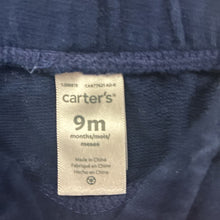 carter's
9m
months/mois/
meses
Made in China
Fabriqué en Chine
Hecho en China